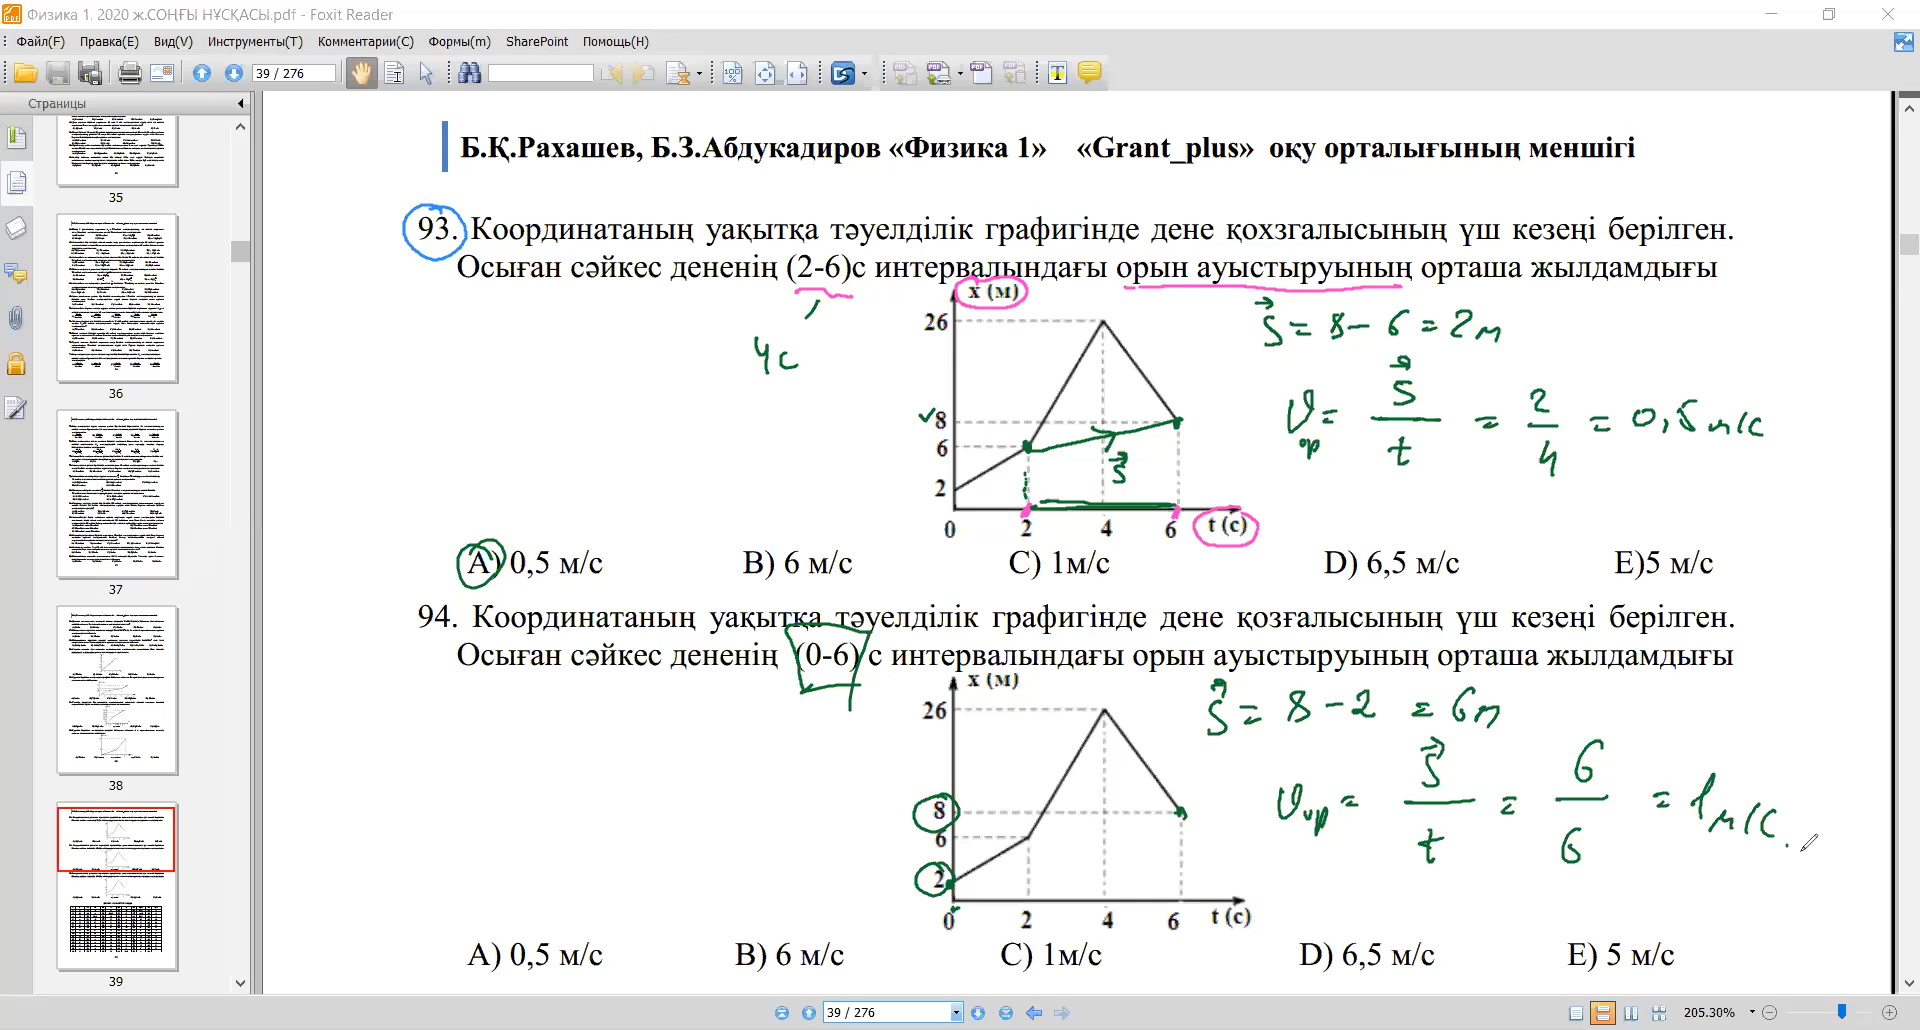 Физика 1. 2020 ж.СОҢҒЫ НҰСҚАСЫ.pdf - Foxit Reader
Файл(F) Правка(E) Вид(V) Инструменты(T) Комментарии(C) Формы(m) SharePoint Помощь(H)
39 / 276
Страницы
35
36
37
38
39
Б.Қ.Рахашев, Б.З.Абдукадиров «Физика 1» «Grant_plus» оқу орталығының меншігі
93. Координатаның уақытқа тәуелділік графигінде дене қохзгалысының үш кезеңі берілген.
Осыған сәйкес дененің (2-6)с интервалындағы орын ауыстыруының орташа жылдамдығы
4с
x (м)
26
8
6
2
0 2 4 6 t (c)
S
S = 8 - 6 = 2м
υор = S / t = 2 / 4 = 0,5 м/с
A) 0,5 м/с B) 6 м/с C) 1м/с D) 6,5 м/с E)5 м/с
94. Координатаның уақытқа тәуелділік графигінде дене қозғалысының үш кезеңі берілген.
Осыған сәйкес дененің (0-6) с интервалындағы орын ауыстыруының орташа жылдамдығы
x (м)
26
8
6
2
0 2 4 6 t (c)
S = 8 - 2 = 6м
υор = S / t = 6 / 6 = 1 м/с.
A) 0,5 м/с B) 6 м/с C) 1м/с D) 6,5 м/с E) 5 м/с
39 / 276
205.30%